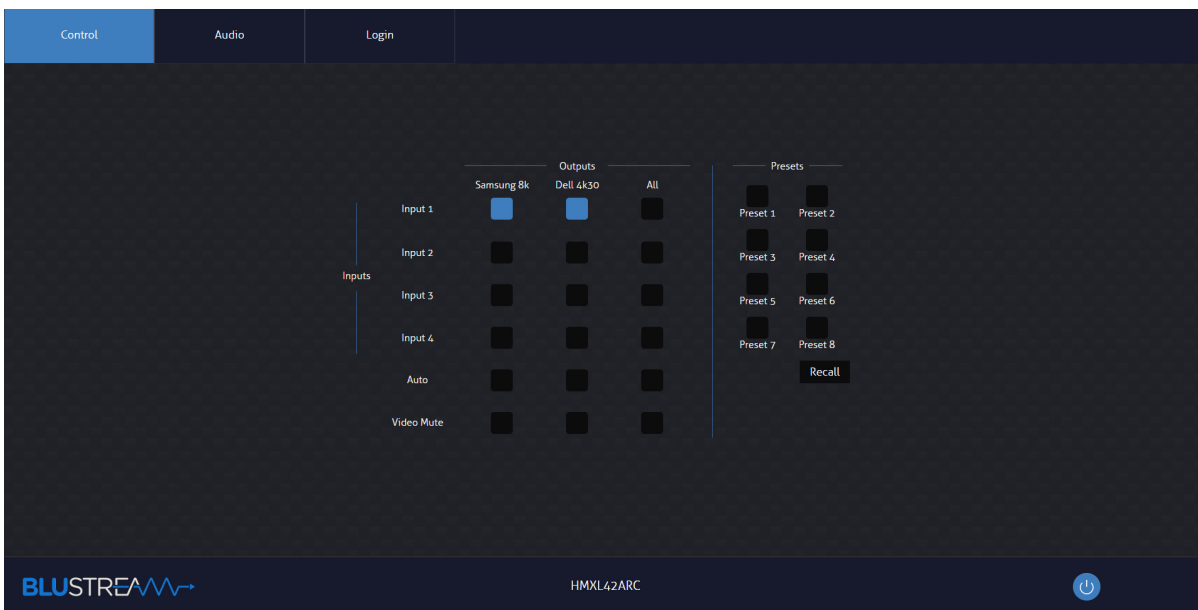 Control Audio Login
Outputs Presets
Samsung 8k Dell 4k30 All
Input 1
Preset 1 Preset 2
Input 2
Preset 3 Preset 4
Inputs
Input 3
Preset 5 Preset 6
Input 4
Preset 7 Preset 8
Recall
Auto
Video Mute
BLUSTREAM HMXL42ARC